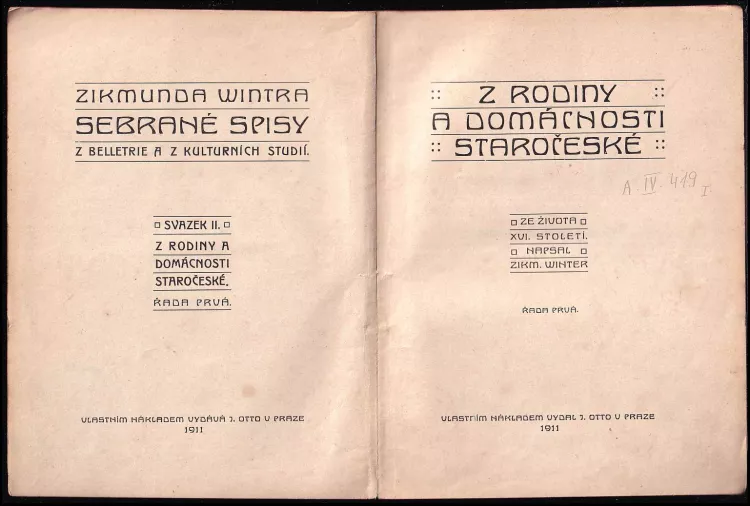 ZIKMUNDA WINTRA
SEBRANÉ SPISY
Z BELLETRIE A Z KULTURNÍCH STUDIÍ.
SVAZEK II.
Z RODINY A
DOMÁCNOSTI
STAROČESKÉ.
ŘADA PRVÁ.
VLASTNÍM NÁKLADEM VYDÁVÁ J. OTTO V PRAZE
1911
Z RODINY
A DOMÁCNOSTI
STAROČESKÉ
A. IV. 419
I.
ZE ŽIVOTA
XVI. STOLETÍ.
NAPSAL
ZIKM. WINTER
ŘADA PRVÁ.
VLASTNÍM NÁKLADEM VYDAL J. OTTO V PRAZE
1911